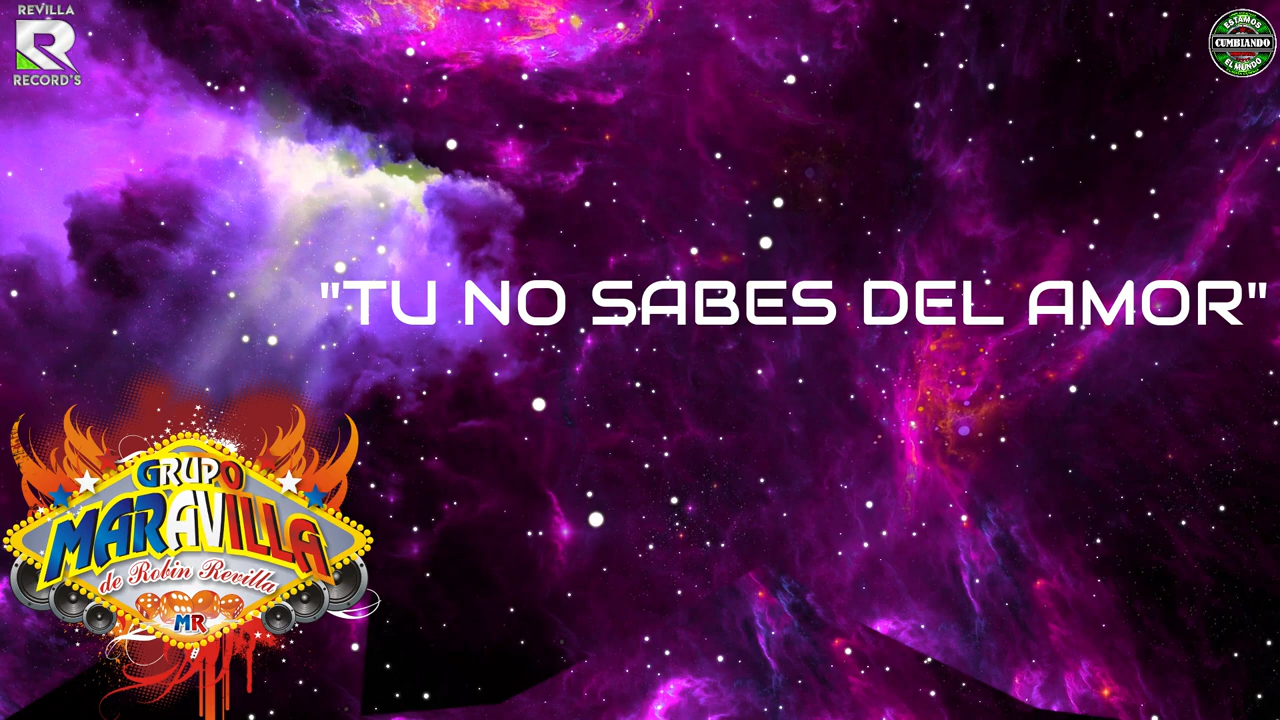 REVILLA
R
RECORD'S
ESTAMOS
CUMBIANDO
EL MUNDO
"TU NO SABES DEL AMOR"
GRUPO
MARAVILLA
de Robin Revilla
MR